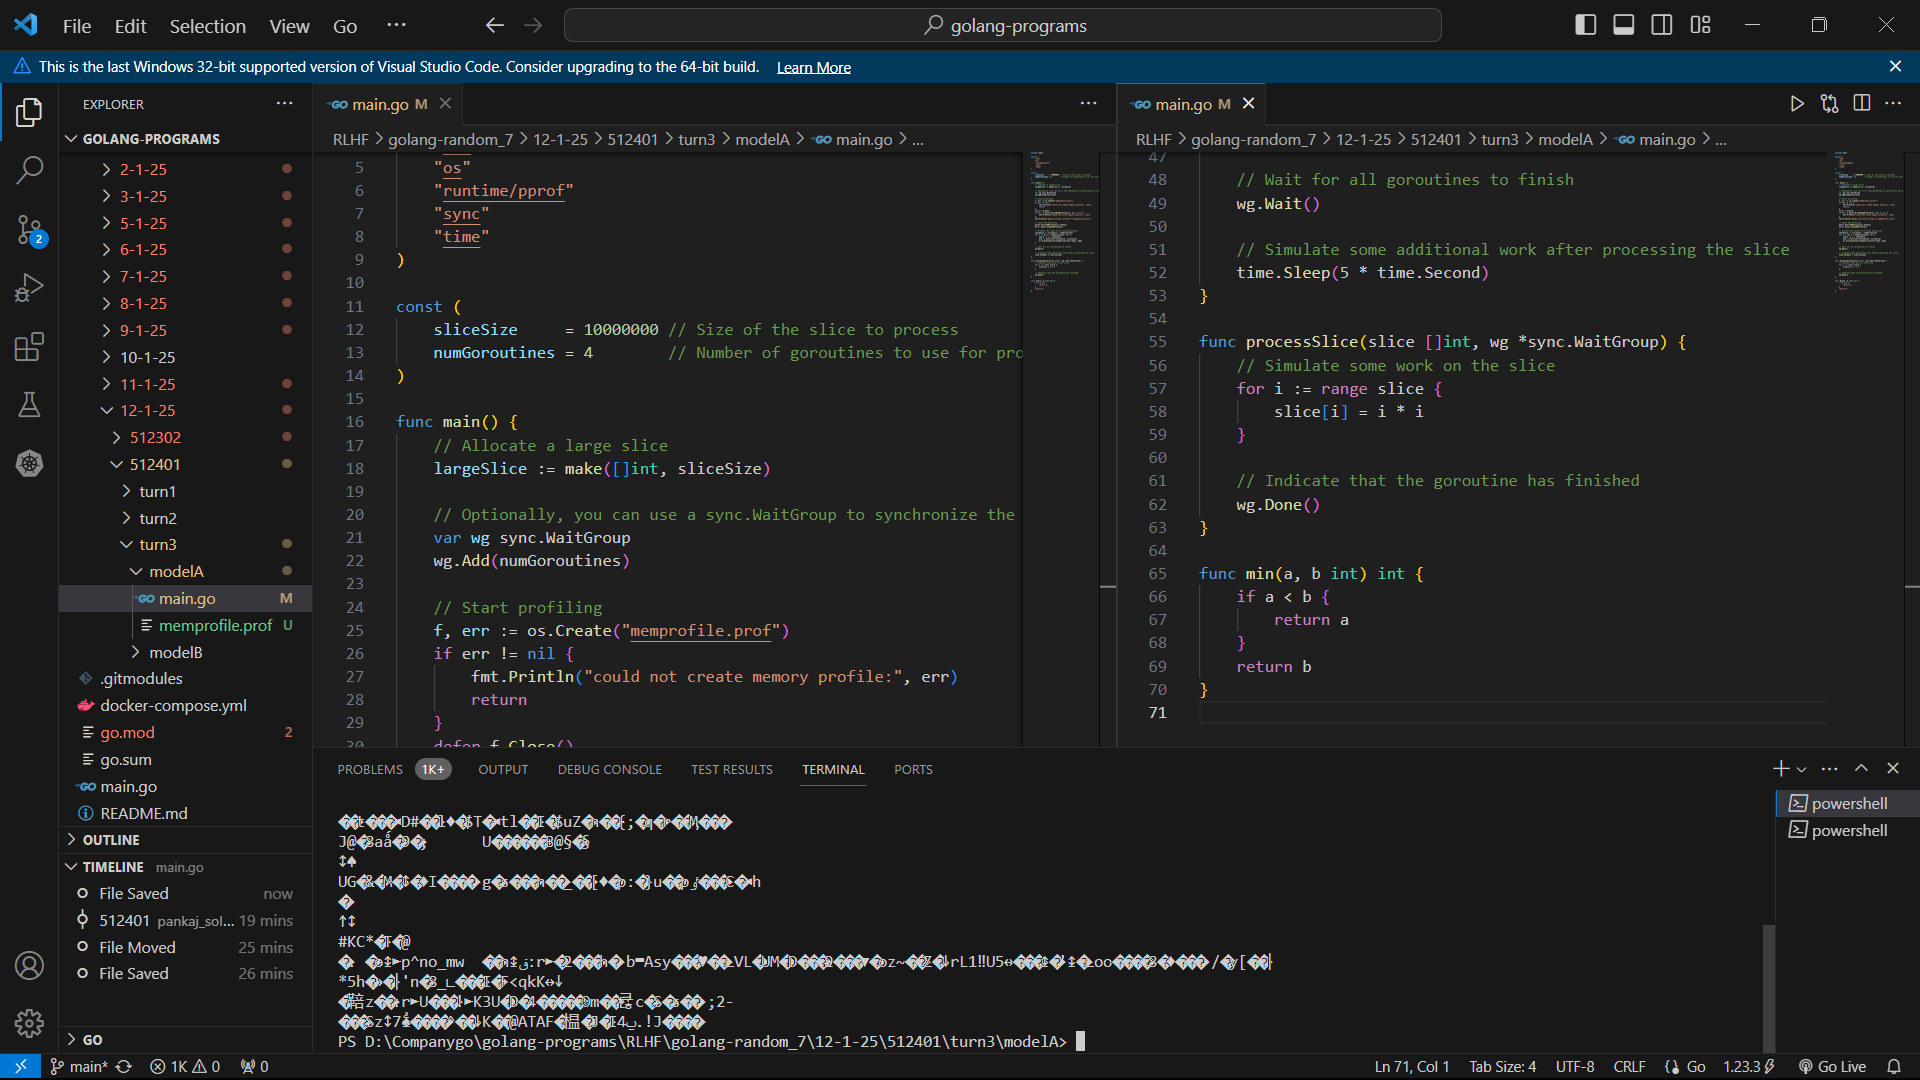 File Edit Selection View Go ··· golang-programs
This is the last Windows 32-bit supported version of Visual Studio Code. Consider upgrading to the 64-bit build. Learn More
EXPLORER
GOLANG-PROGRAMS
2-1-25
3-1-25
5-1-25
6-1-25
7-1-25
8-1-25
9-1-25
10-1-25
11-1-25
12-1-25
512302
512401
turn1
turn2
turn3
modelA
main.go M
memprofile.prof U
modelB
.gitmodules
docker-compose.yml
go.mod 2
go.sum
main.go
README.md
OUTLINE
TIMELINE main.go
File Saved now
512401 pankaj_sol... 19 mins
File Moved 25 mins
File Saved 26 mins
GO
main.go M
RLHF > golang-random_7 > 12-1-25 > 512401 > turn3 > modelA > main.go > ...
5 "os"
6 "runtime/pprof"
7 "sync"
8 "time"
9 )
10
11 const (
12 sliceSize = 10000000 // Size of the slice to process
13 numGoroutines = 4 // Number of goroutines to use for pro
14 )
15
16 func main() {
17 // Allocate a large slice
18 largeSlice := make([]int, sliceSize)
19
20 // Optionally, you can use a sync.WaitGroup to synchronize the
21 var wg sync.WaitGroup
22 wg.Add(numGoroutines)
23
24 // Start profiling
25 f, err := os.Create("memprofile.prof")
26 if err != nil {
27 fmt.Println("could not create memory profile:", err)
28 return
29 }
30 defer f.Close()
main.go M
RLHF > golang-random_7 > 12-1-25 > 512401 > turn3 > modelA > main.go > ...
47
48 // Wait for all goroutines to finish
49 wg.Wait()
50
51 // Simulate some additional work after processing the slice
52 time.Sleep(5 * time.Second)
53 }
54
55 func processSlice(slice []int, wg *sync.WaitGroup) {
56 // Simulate some work on the slice
57 for i := range slice {
58 slice[i] = i * i
59 }
60
61 // Indicate that the goroutine has finished
62 wg.Done()
63 }
64
65 func min(a, b int) int {
66 if a < b {
67 return a
68 }
69 return b
70 }
71
PROBLEMS 1K+ OUTPUT DEBUG CONSOLE TEST RESULTS TERMINAL PORTS
powershell
powershell
PS D:\Companygo\golang-programs\RLHF\golang-random_7\12-1-25\512401\turn3\modelA>
main* 1K 0 0 Ln 71, Col 1 Tab Size: 4 UTF-8 CRLF Go 1.23.3 Go Live